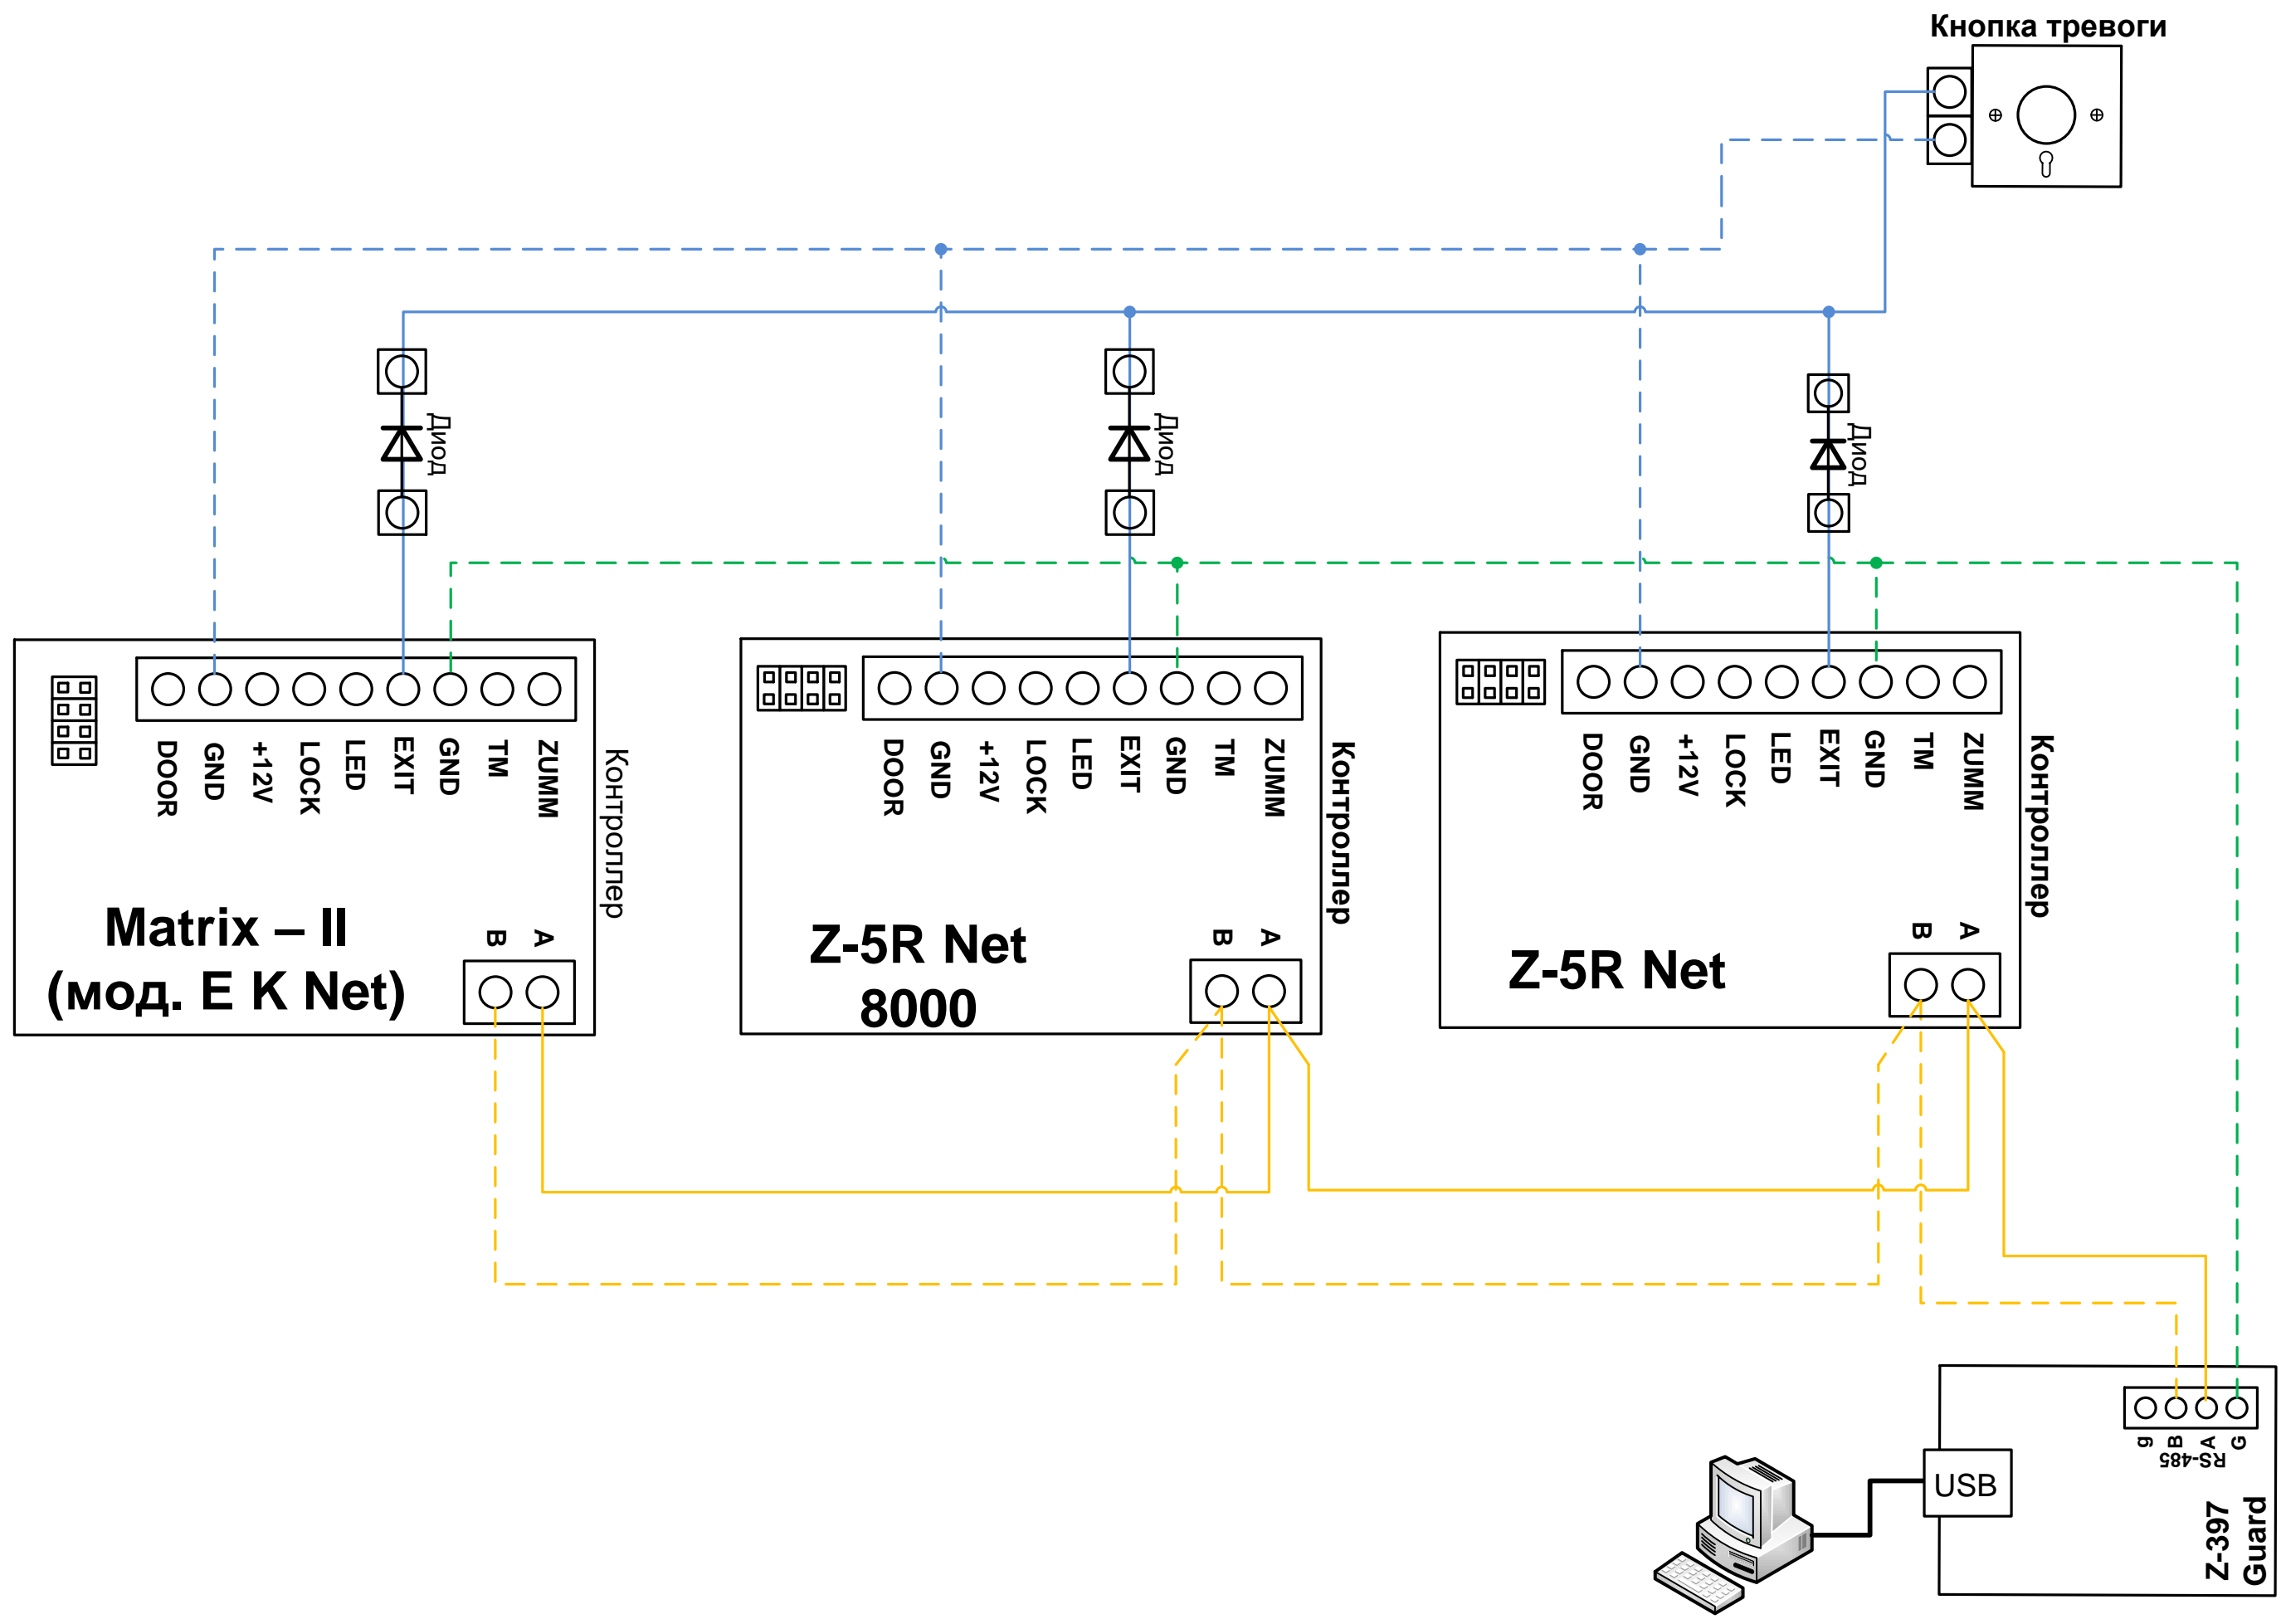 Кнопка тревоги
Диод
Диод
Диод
DOOR
GND
+12V
LOCK
LED
EXIT
GND
TM
ZUMM
Контроллер
Matrix – II
(мод. E K Net)
B
A
DOOR
GND
+12V
LOCK
LED
EXIT
GND
TM
ZUMM
Контроллер
Z-5R Net
8000
B
A
DOOR
GND
+12V
LOCK
LED
EXIT
GND
TM
ZUMM
Контроллер
Z-5R Net
B
A
g
B
A
G
RS-485
USB
Z-397
Guard